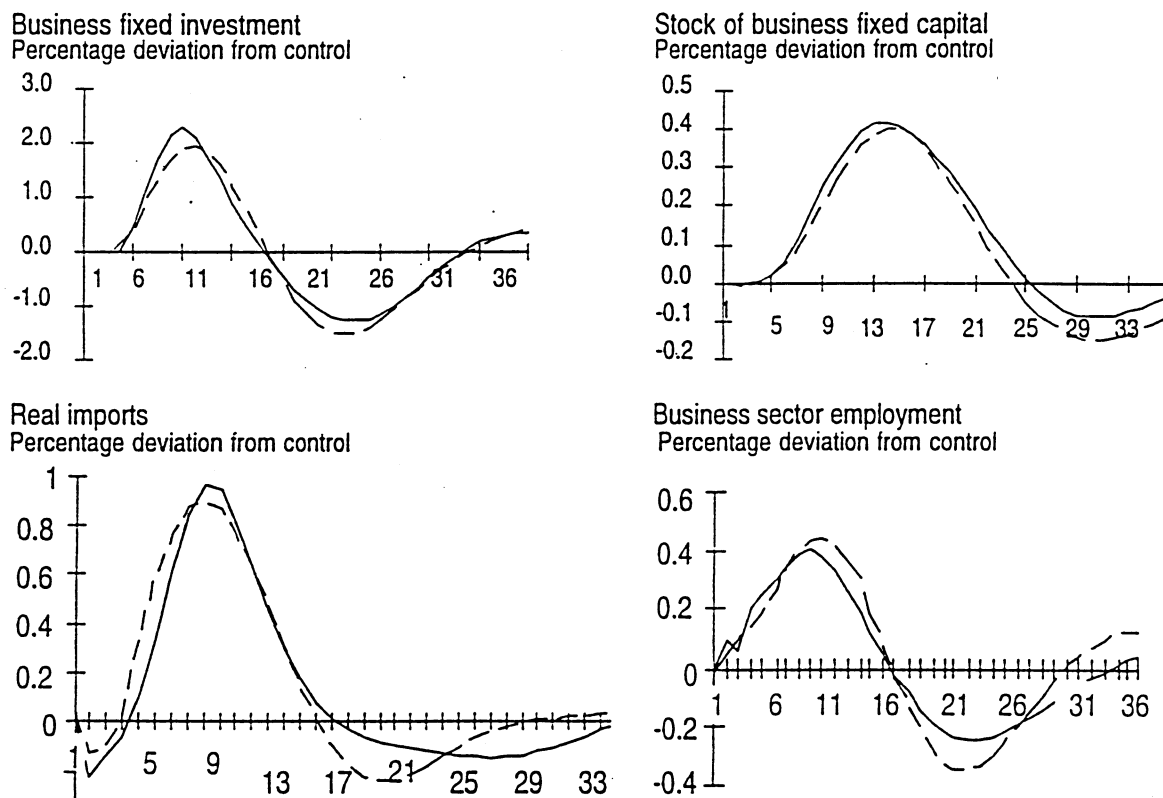 Business fixed investment
Percentage deviation from control
3.0
2.0
1.0
0.0
-1.0
-2.0
1 6 11 16 21 26 31 36
Stock of business fixed capital
Percentage deviation from control
0.5
0.4
0.3
0.2
0.1
0.0
-0.1
-0.2
1 5 9 13 17 21 25 29 33
Real imports
Percentage deviation from control
1
0.8
0.6
0.4
0.2
0
1 5 9 13 17 21 25 29 33
Business sector employment
Percentage deviation from control
0.6
0.4
0.2
0
-0.2
-0.4
1 6 11 16 21 26 31 36